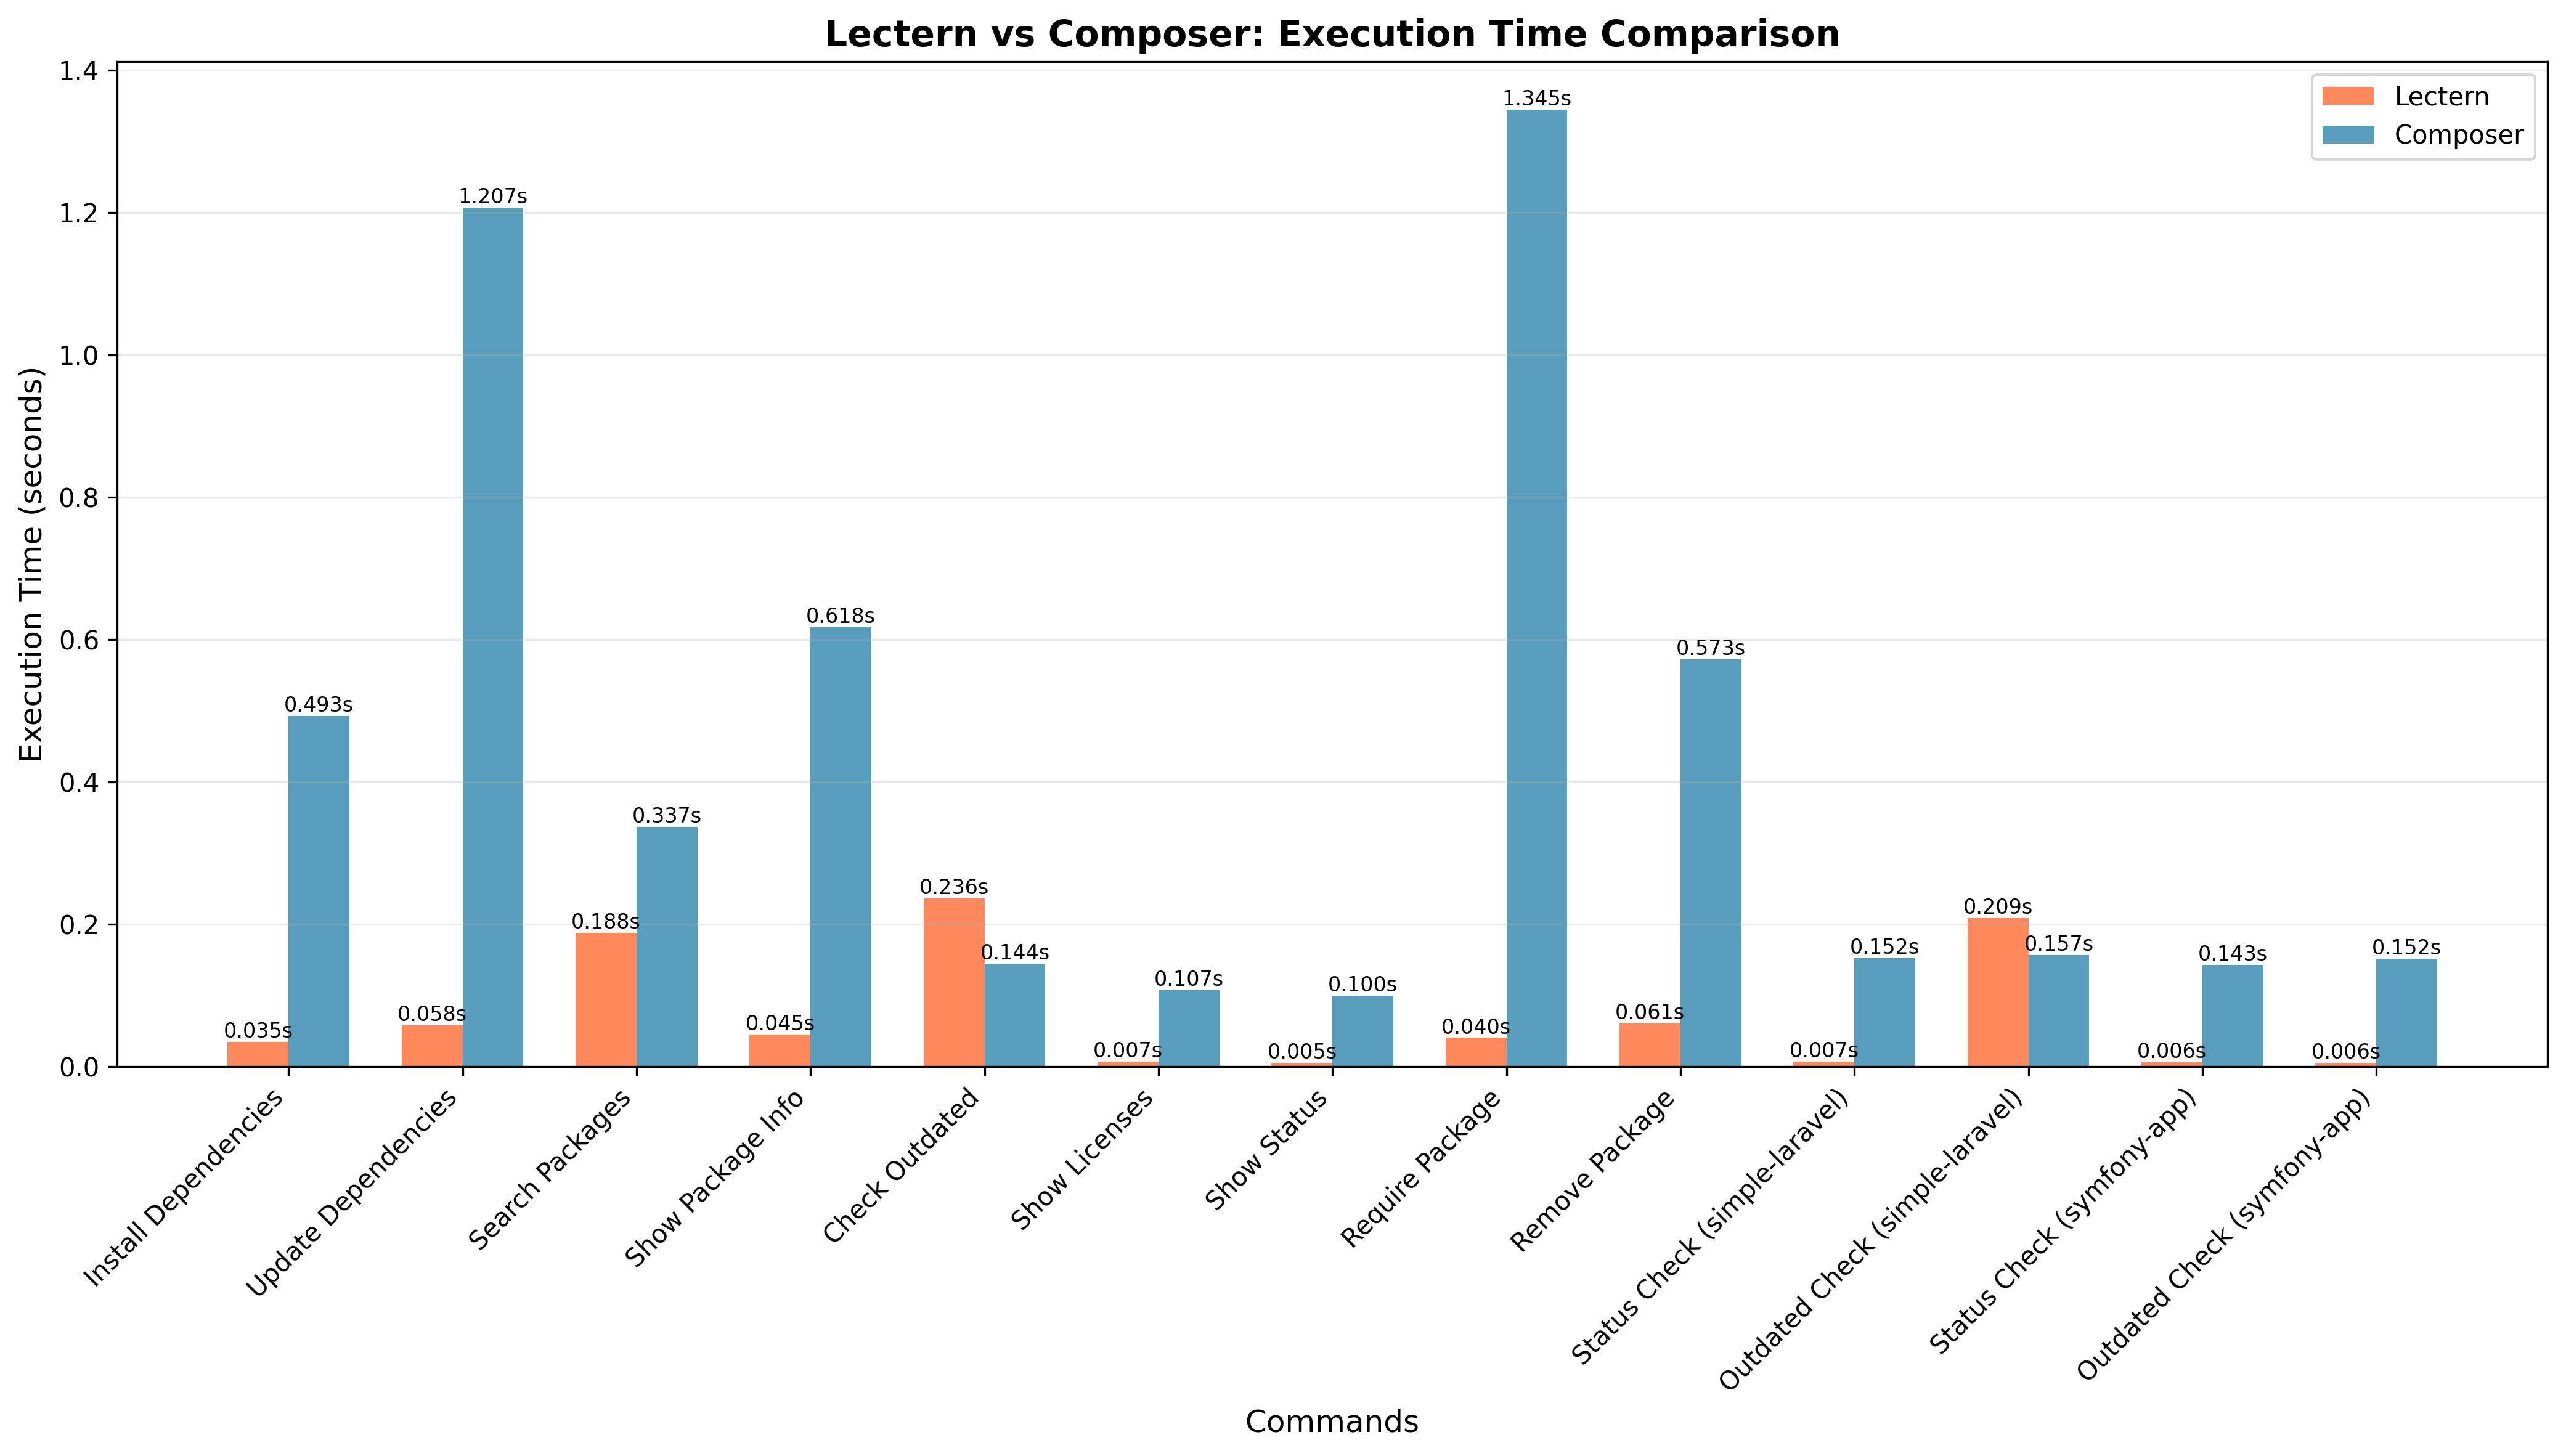 Lectern vs Composer: Execution Time Comparison
Lectern
Composer
Execution Time (seconds)
1.4
1.2
1.0
0.8
0.6
0.4
0.2
0.0
0.035s
0.493s
0.058s
1.207s
0.188s
0.337s
0.045s
0.618s
0.236s
0.144s
0.007s
0.107s
0.005s
0.100s
0.040s
1.345s
0.061s
0.573s
0.007s
0.152s
0.209s
0.157s
0.006s
0.143s
0.006s
0.152s
Install Dependencies
Update Dependencies
Search Packages
Show Package Info
Check Outdated
Show Licenses
Show Status
Require Package
Remove Package
Status Check (simple-laravel)
Outdated Check (simple-laravel)
Status Check (symfony-app)
Outdated Check (symfony-app)
Commands